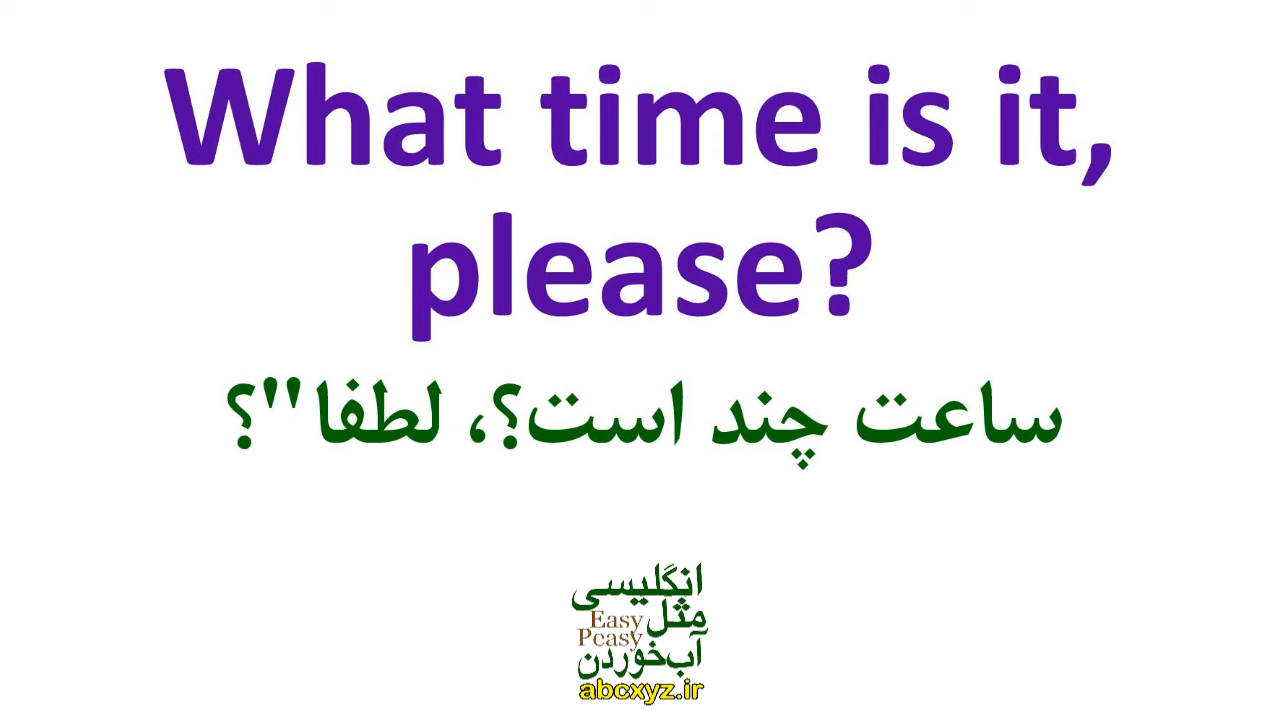 What time is it,
please?
ساعت چند است؟، لطفا"؟
انگلیسی
مثل
Easy
Peasy
آب‌خوردن
abcxyz.ir